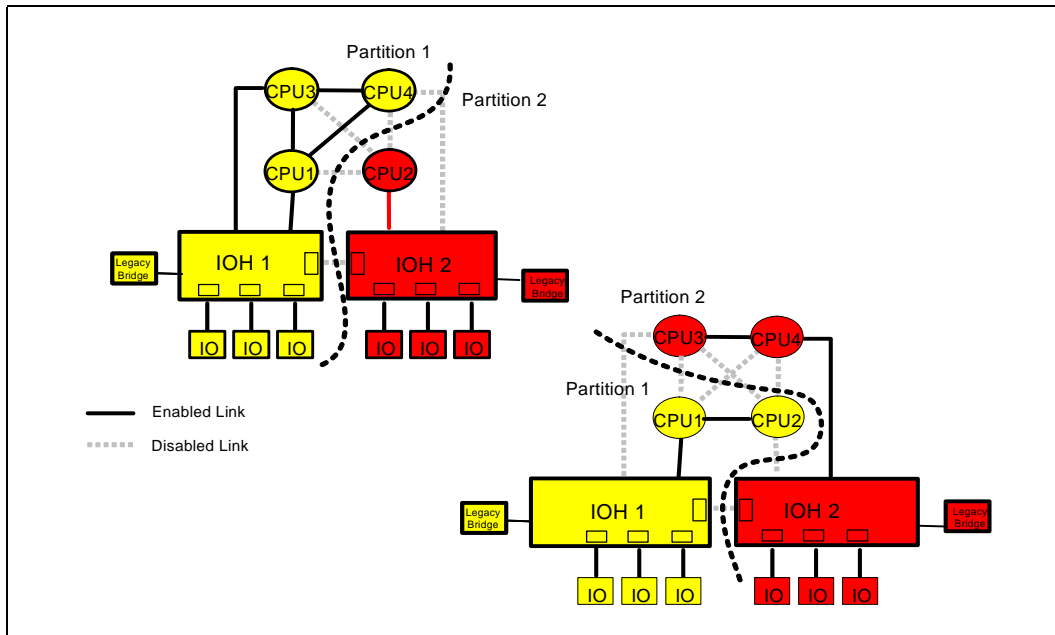 Partition 1
CPU3
CPU4
Partition 2
CPU1
CPU2
IOH 1
IOH 2
Legacy
Bridge
Legacy
Bridge
IO
IO
IO
IO
IO
IO
Partition 2
CPU3
CPU4
Partition 1
CPU1
CPU2
Enabled Link
Disabled Link
IOH 1
IOH 2
Legacy
Bridge
Legacy
Bridge
IO
IO
IO
IO
IO
IO